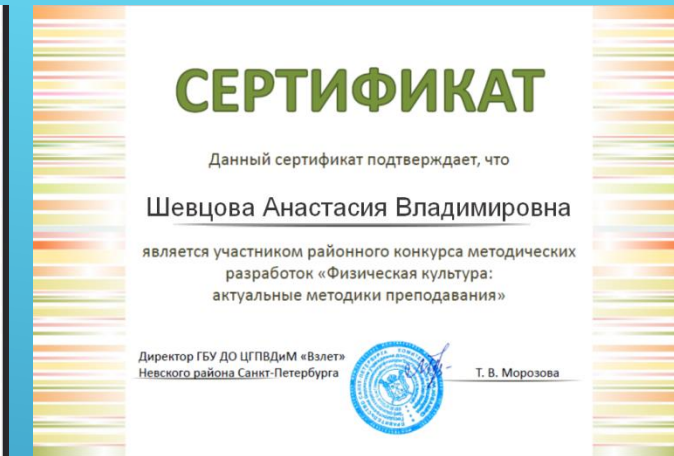 СЕРТИФИКАТ
Данный сертификат подтверждает, что
Шевцова Анастасия Владимировна
является участником районного конкурса методических
разработок «Физическая культура:
актуальные методики преподавания»
Директор ГБУ ДО ЦГПВДиМ «Взлет»
Невского района Санкт-Петербурга
Т. В. Морозова